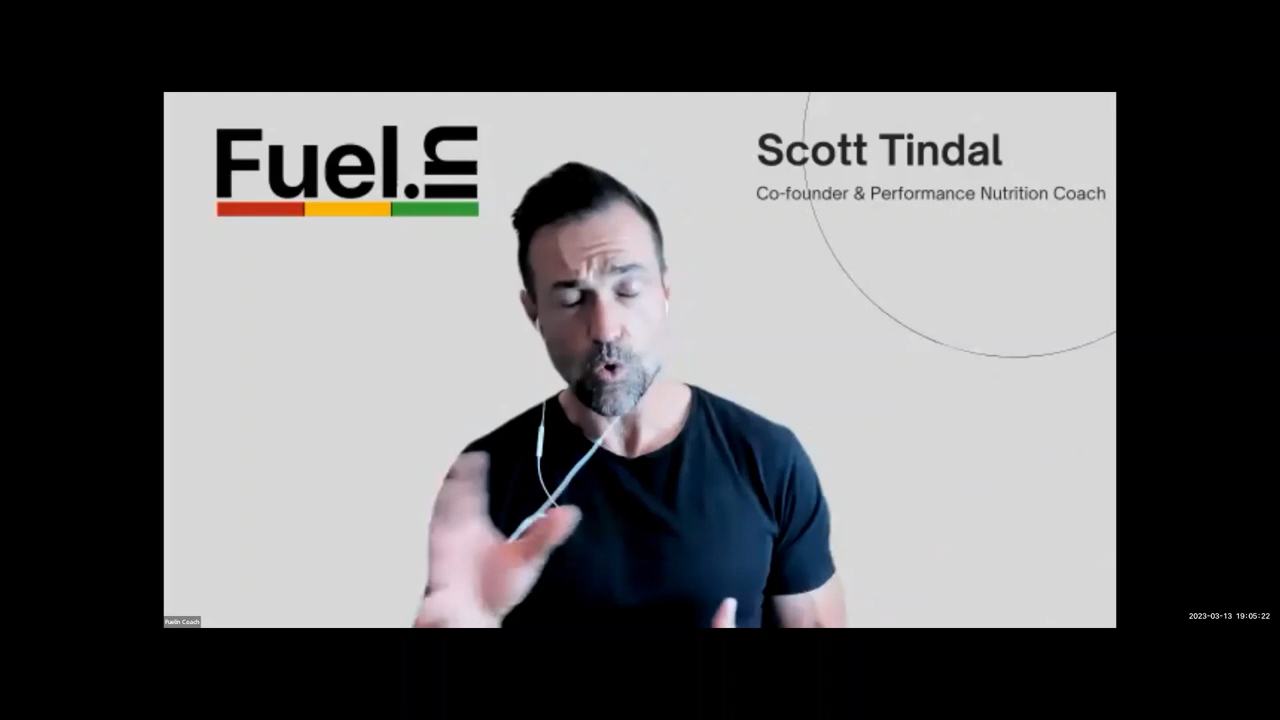 Fuel.in
Scott Tindal
Co-founder & Performance Nutrition Coach
Fuelin Coach
2023-03-13 19:05:22